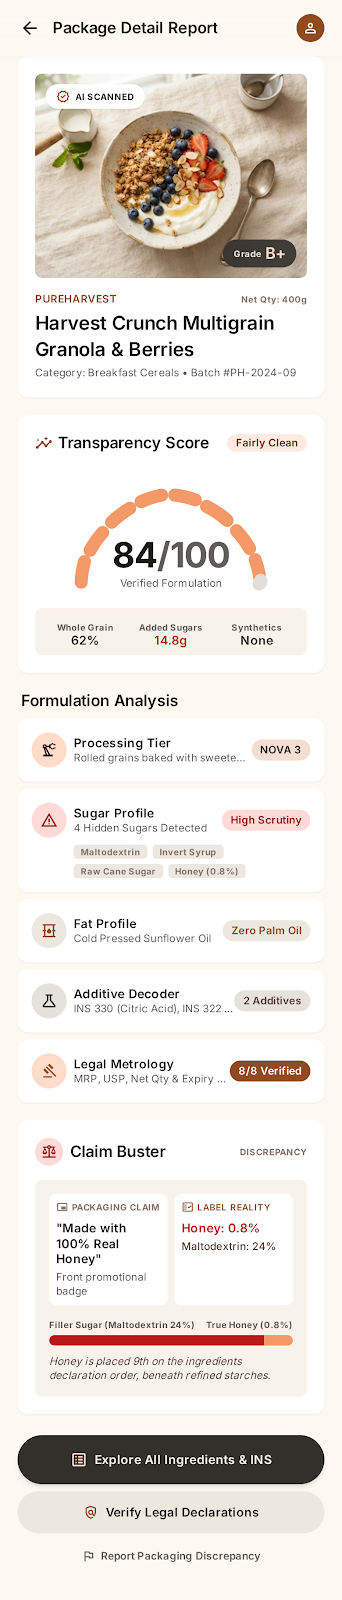 Package Detail Report
AI SCANNED
Grade B+
PUREHARVEST
Net Qty: 400g
Harvest Crunch Multigrain
Granola & Berries
Category: Breakfast Cereals • Batch #PH-2024-09
Transparency Score
Fairly Clean
84/100
Verified Formulation
Whole Grain
62%
Added Sugars
14.8g
Synthetics
None
Formulation Analysis
Processing Tier
Rolled grains baked with sweete...
NOVA 3
Sugar Profile
4 Hidden Sugars Detected
High Scrutiny
Maltodextrin
Invert Syrup
Raw Cane Sugar
Honey (0.8%)
Fat Profile
Cold Pressed Sunflower Oil
Zero Palm Oil
Additive Decoder
INS 330 (Citric Acid), INS 322 ...
2 Additives
Legal Metrology
MRP, USP, Net Qty & Expiry ...
8/8 Verified
Claim Buster
DISCREPANCY
PACKAGING CLAIM
"Made with
100% Real
Honey"
Front promotional
badge
LABEL REALITY
Honey: 0.8%
Maltodextrin: 24%
Filler Sugar (Maltodextrin 24%)
True Honey (0.8%)
Honey is placed 9th on the ingredients
declaration order, beneath refined starches.
Explore All Ingredients & INS
Verify Legal Declarations
Report Packaging Discrepancy